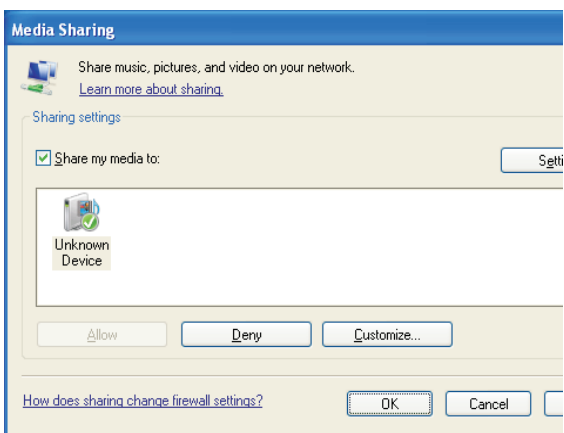 Media Sharing
Share music, pictures, and video on your network.
Learn more about sharing.
Sharing settings
Share my media to:
Unknown
Device
Allow
Deny
Customize...
How does sharing change firewall settings?
OK
Cancel